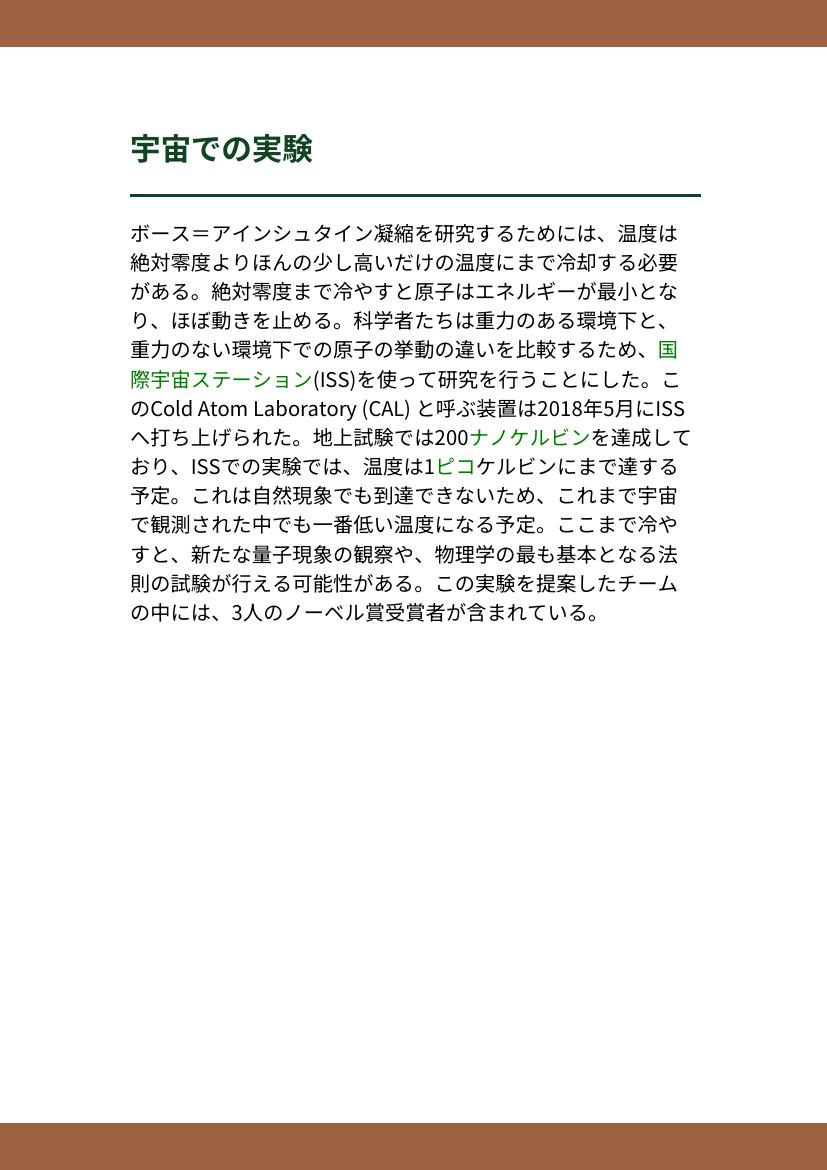 宇宙での実験
ボース＝アインシュタイン凝縮を研究するためには、温度は
絶対零度よりほんの少し高いだけの温度にまで冷却する必要
がある。絶対零度まで冷やすと原子はエネルギーが最小とな
り、ほぼ動きを止める。科学者たちは重力のある環境下と、
重力のない環境下での原子の挙動の違いを比較するため、国
際宇宙ステーション(ISS)を使って研究を行うことにした。こ
のCold Atom Laboratory (CAL) と呼ぶ装置は2018年5月にISS
へ打ち上げられた。地上試験では200ナノケルビンを達成して
おり、ISSでの実験では、温度は1ピコケルビンにまで達する
予定。これは自然現象でも到達できないため、これまで宇宙
で観測された中でも一番低い温度になる予定。ここまで冷や
すと、新たな量子現象の観察や、物理学の最も基本となる法
則の試験が行える可能性がある。この実験を提案したチーム
の中には、3人のノーベル賞受賞者が含まれている。